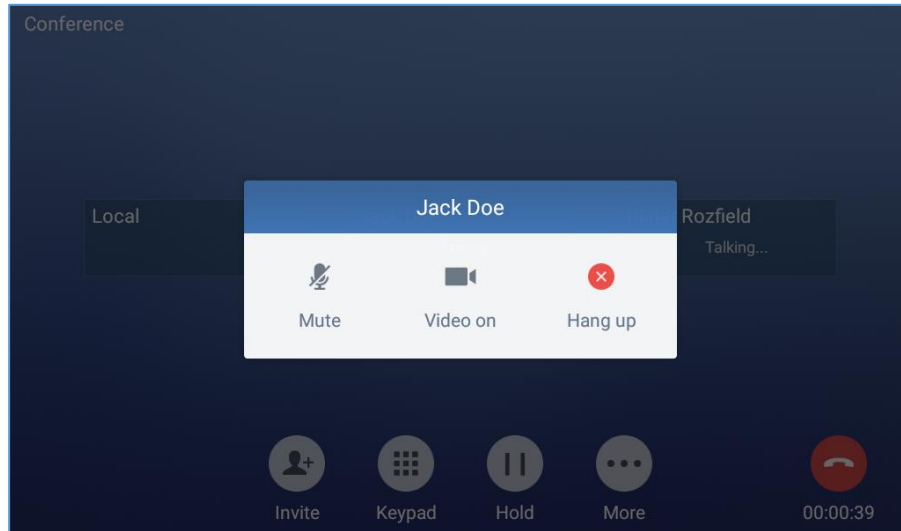 Conference
Jack Doe
Local
Rozfield
Talking...
Mute
Video on
Hang up
Invite
Keypad
Hold
More
00:00:39